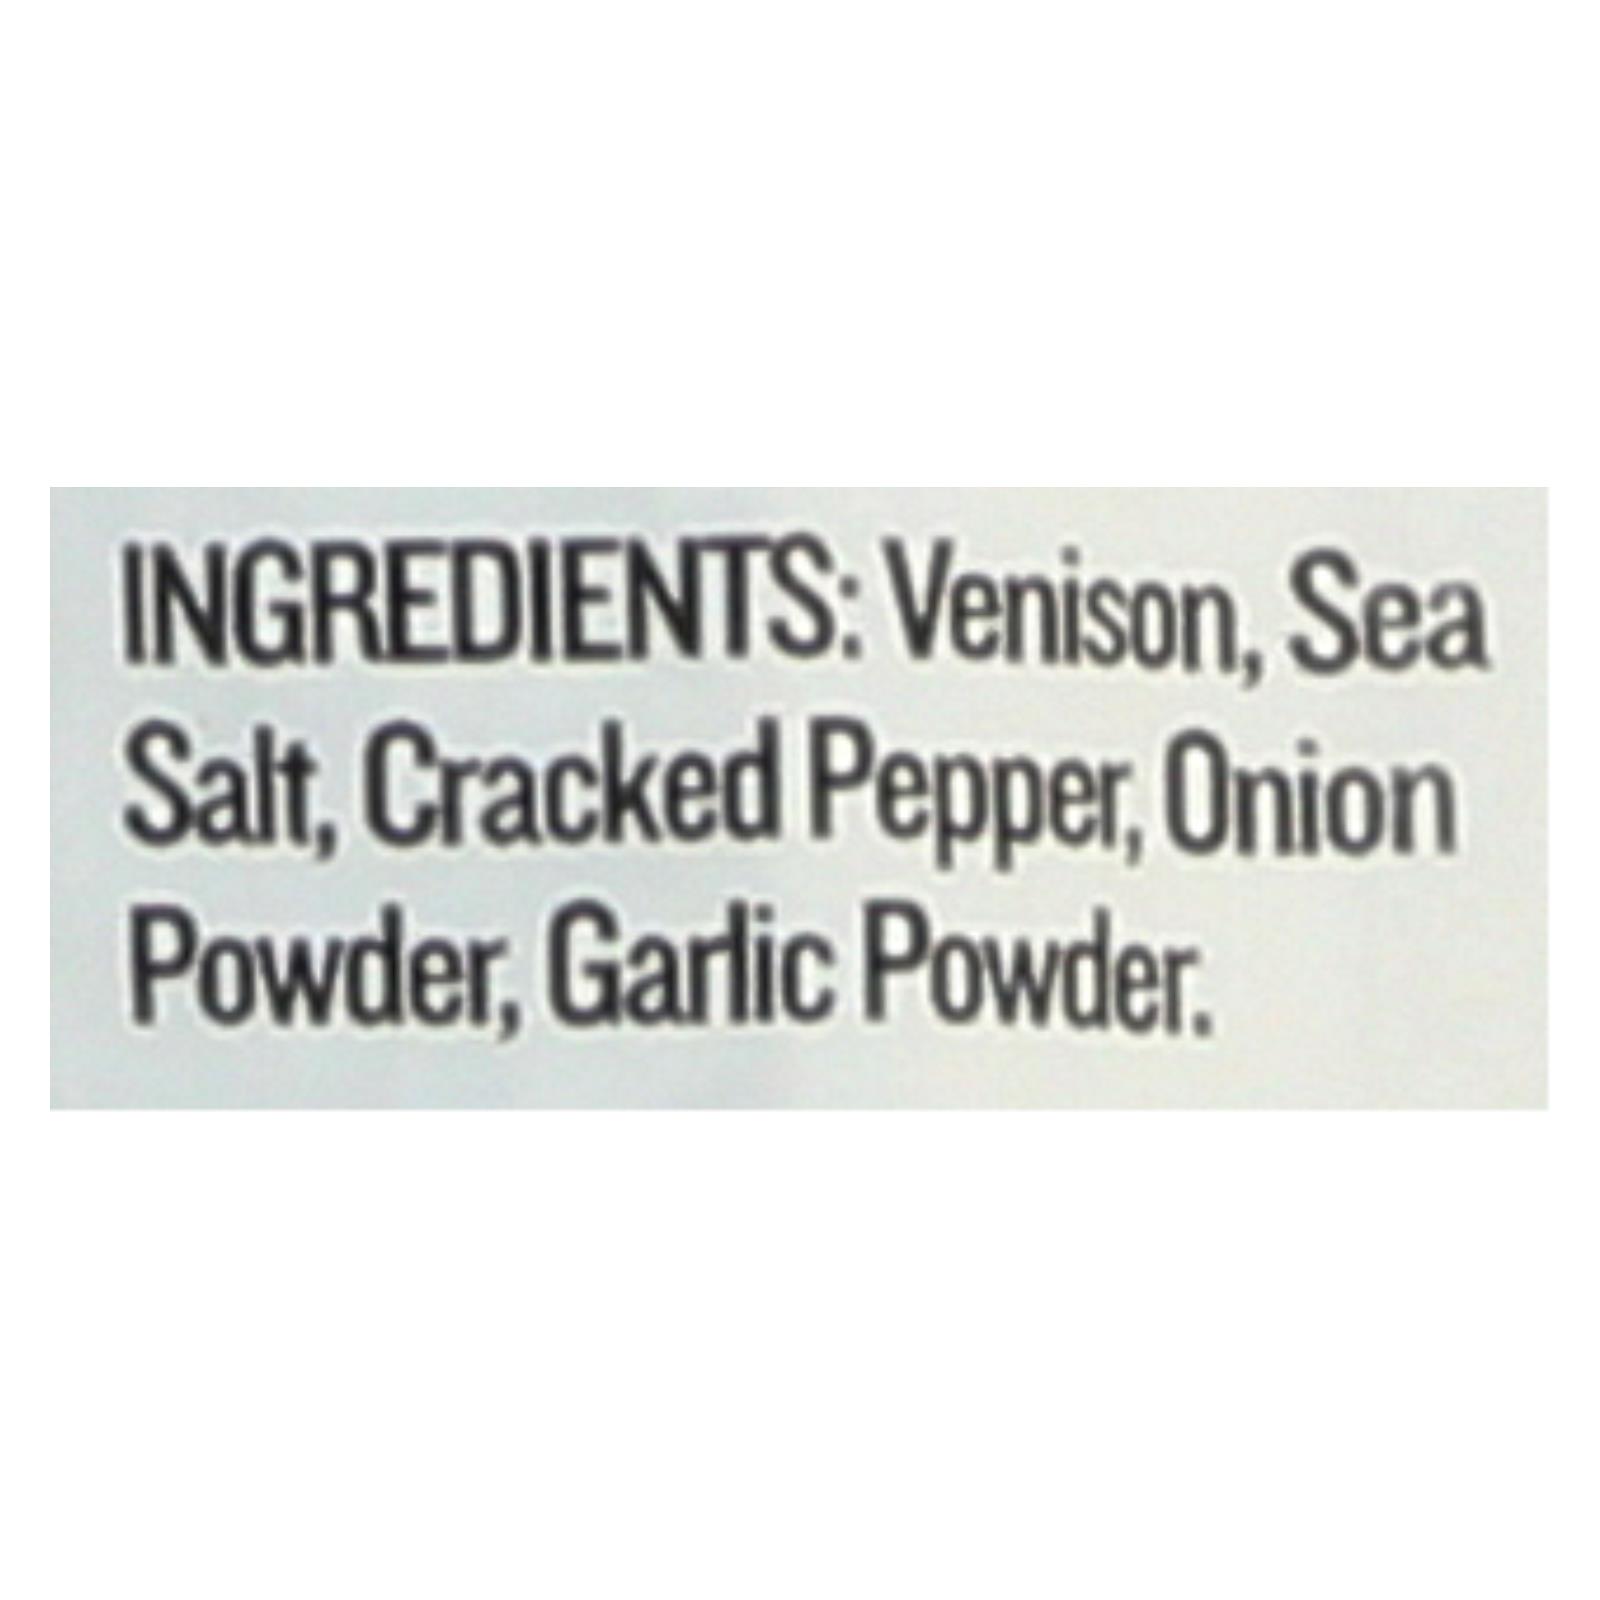 INGREDIENTS: Venison, Sea
Salt, Cracked Pepper, Onion
Powder, Garlic Powder.